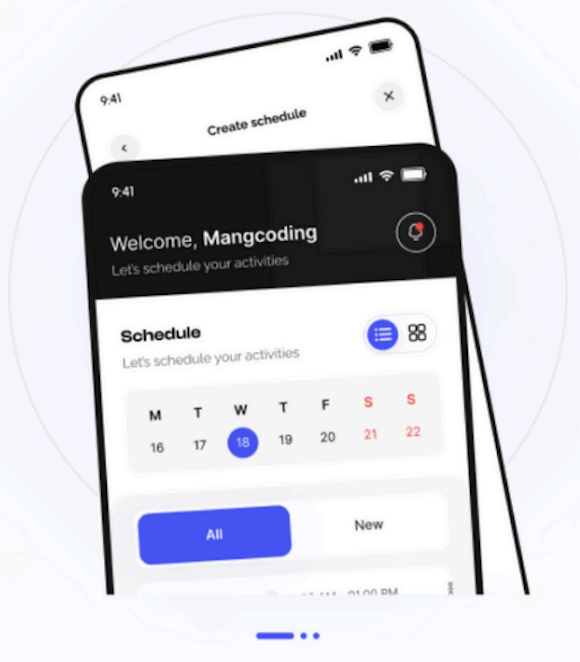 9:41
Create schedule
9:41
Welcome, Mangcoding
Let's schedule your activities
Schedule
Let's schedule your activities
M T W T F S S
16 17 18 19 20 21 22
All New
AM 01:00 PM